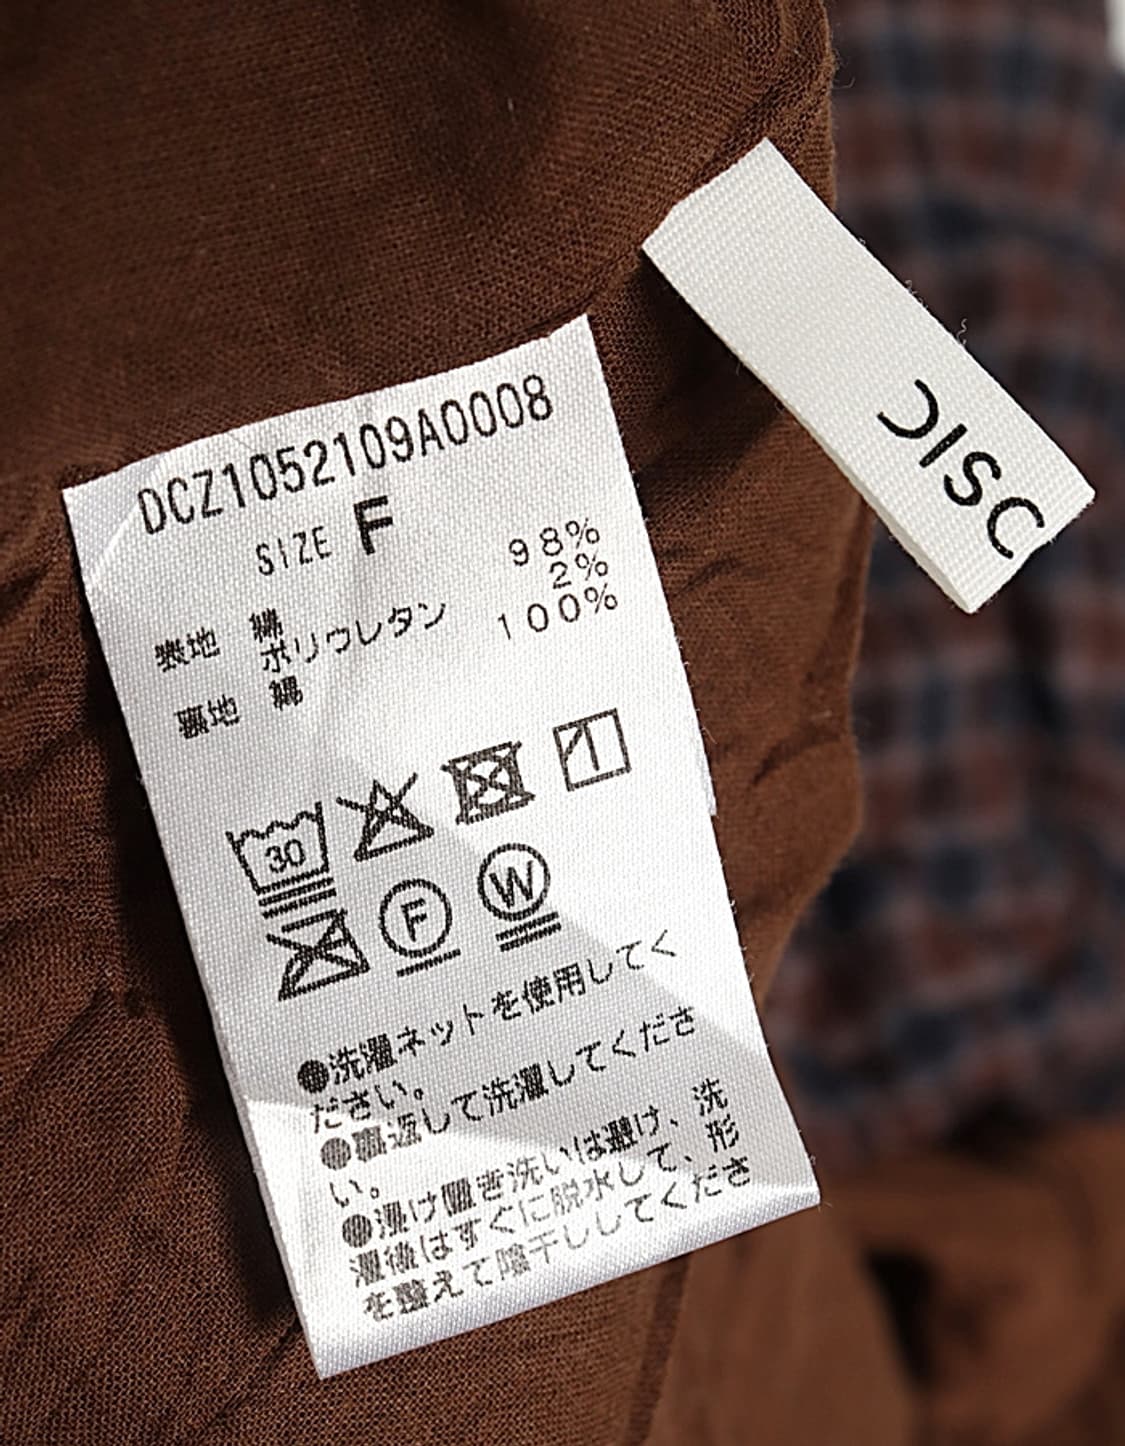 DCZ1052109A0008
SIZE F
表地 綿 98%
ポリウレタン 2%
裏地 綿 100%
30
F
W
●洗濯ネットを使用してく
ださい。
●裏返して洗濯してくださ
い。
●漬け置き洗いは避け、洗
濯後はすぐに脱水して、形
を整えて陰干ししてくださ
DISC